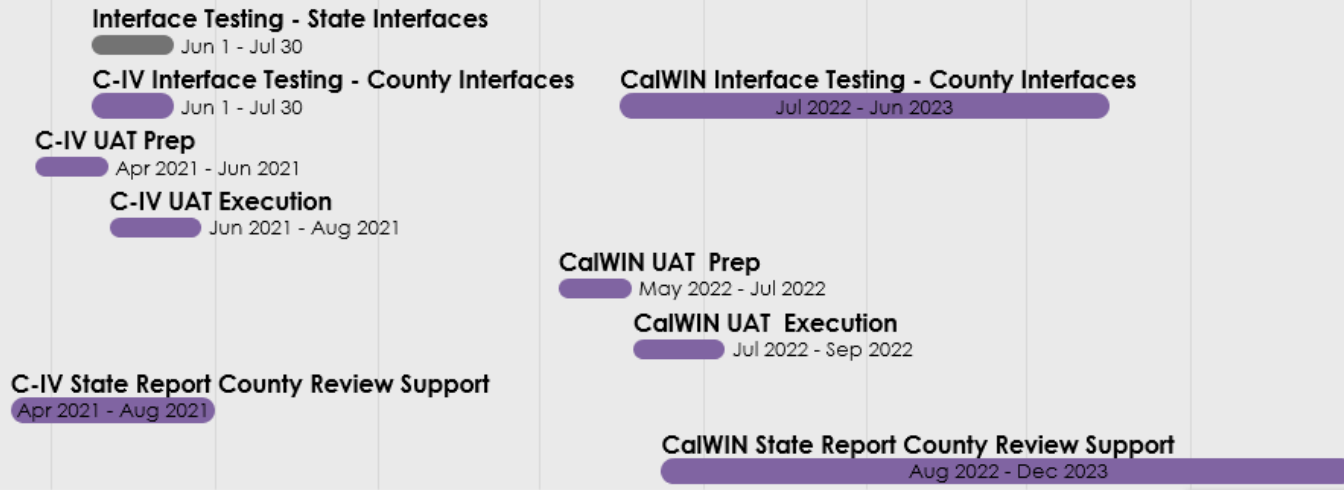 Interface Testing - State Interfaces
Jun 1 - Jul 30
C-IV Interface Testing - County Interfaces
Jun 1 - Jul 30
CalWIN Interface Testing - County Interfaces
Jul 2022 - Jun 2023
C-IV UAT Prep
Apr 2021 - Jun 2021
C-IV UAT Execution
Jun 2021 - Aug 2021
CalWIN UAT  Prep
May 2022 - Jul 2022
CalWIN UAT  Execution
Jul 2022 - Sep 2022
C-IV State Report County Review Support
Apr 2021 - Aug 2021
CalWIN State Report County Review Support
Aug 2022 - Dec 2023